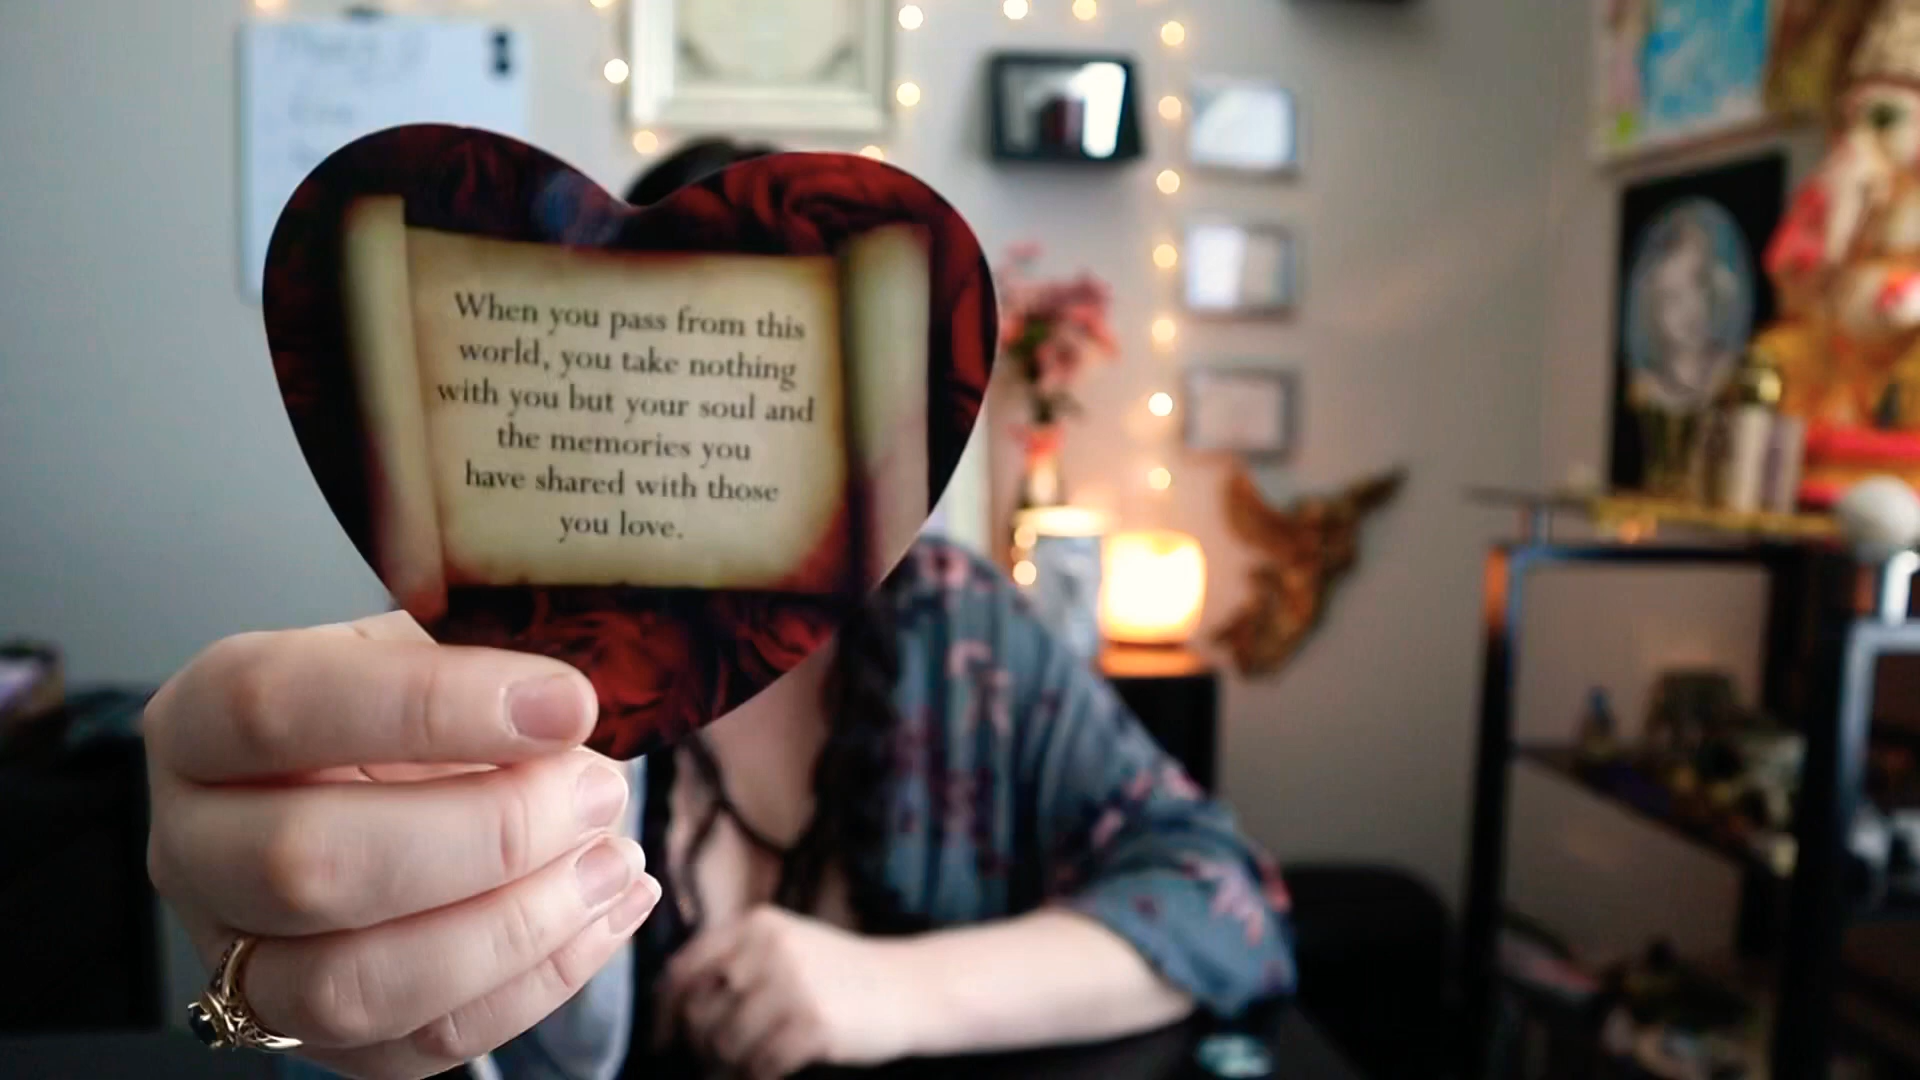 When you pass from this
world, you take nothing
with you but your soul and
the memories you
have shared with those
you love.